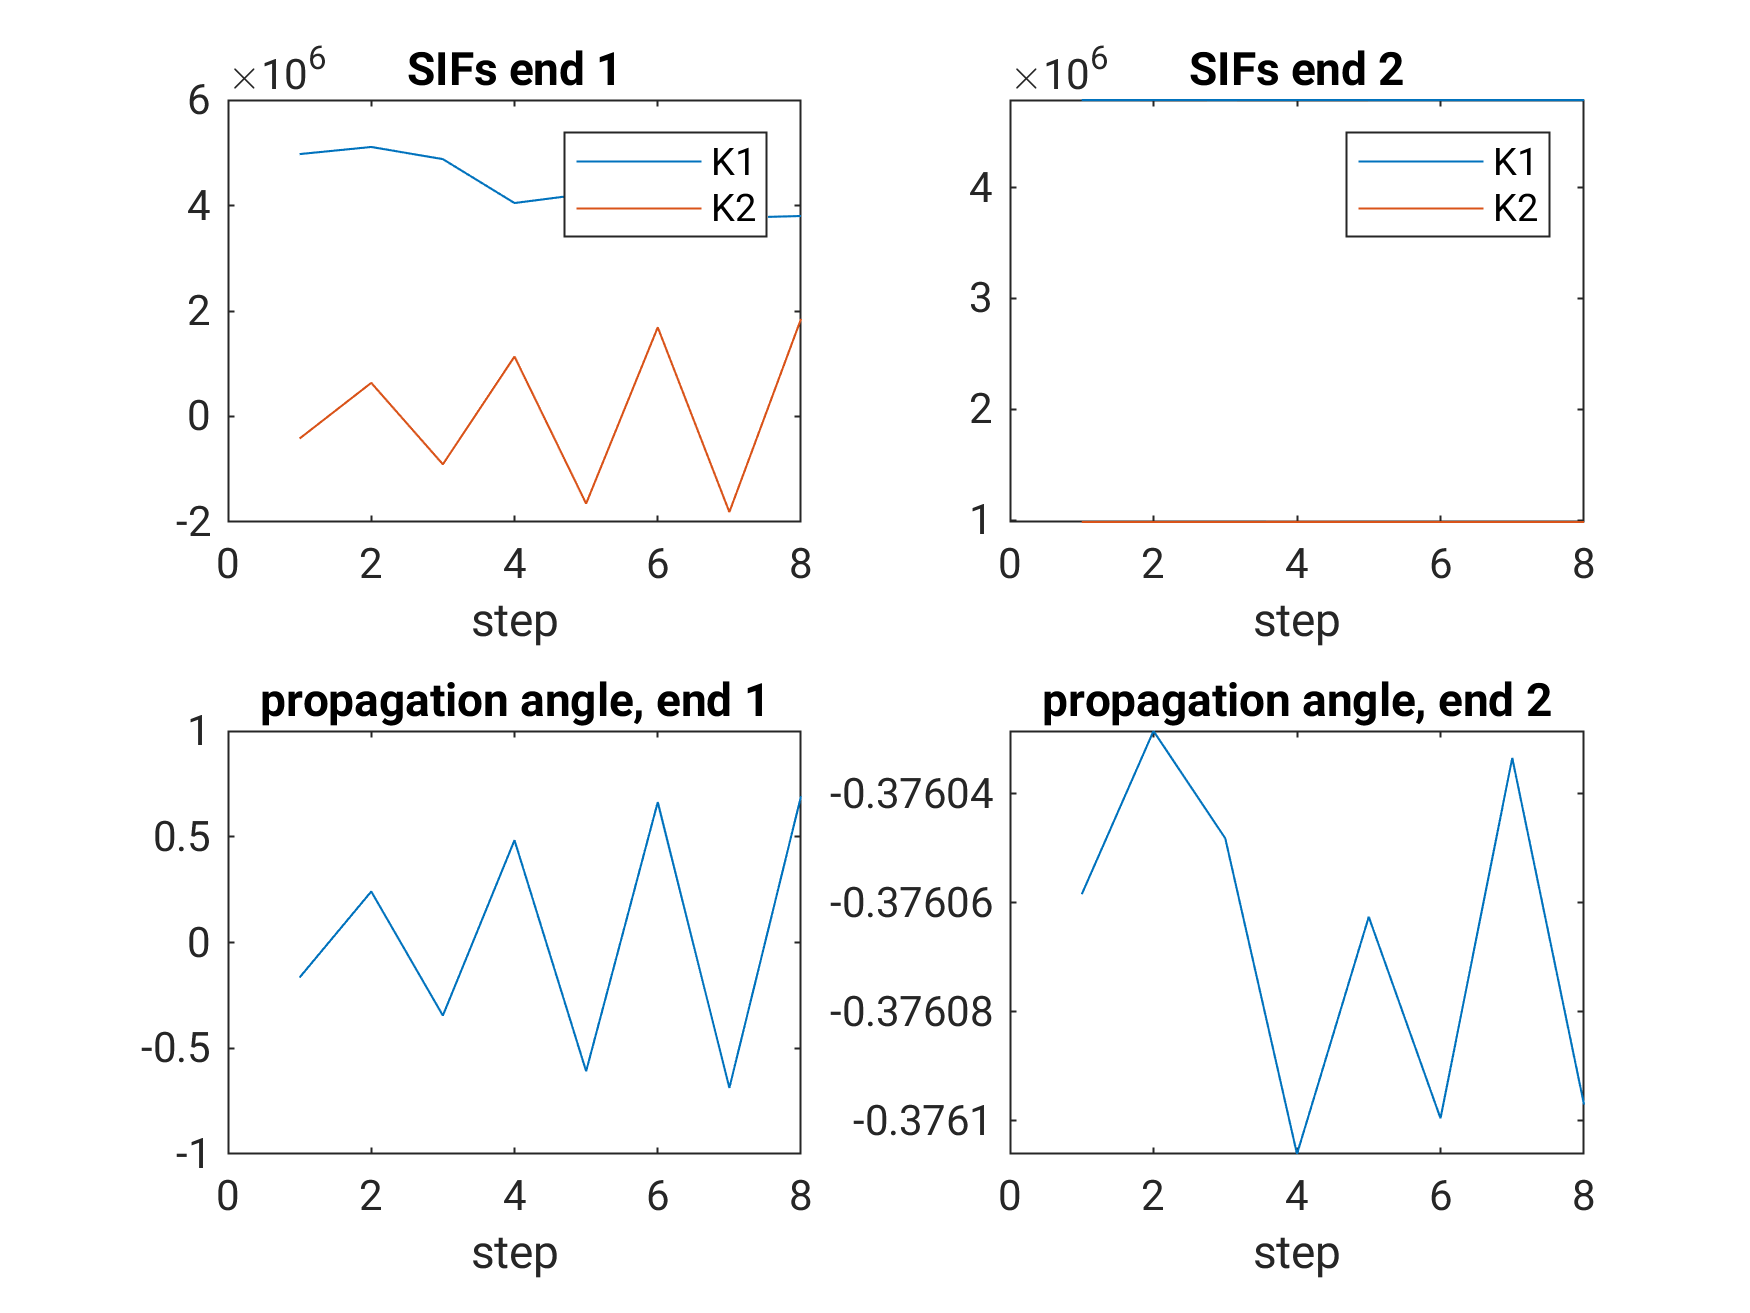 ×10^6
SIFs end 1
6
4
2
0
-2
K1
K2
0 2 4 6 8
step
×10^6
SIFs end 2
4
3
2
1
K1
K2
0 2 4 6 8
step
propagation angle, end 1
1
0.5
0
-0.5
-1
0 2 4 6 8
step
propagation angle, end 2
-0.37604
-0.37606
-0.37608
-0.3761
0 2 4 6 8
step